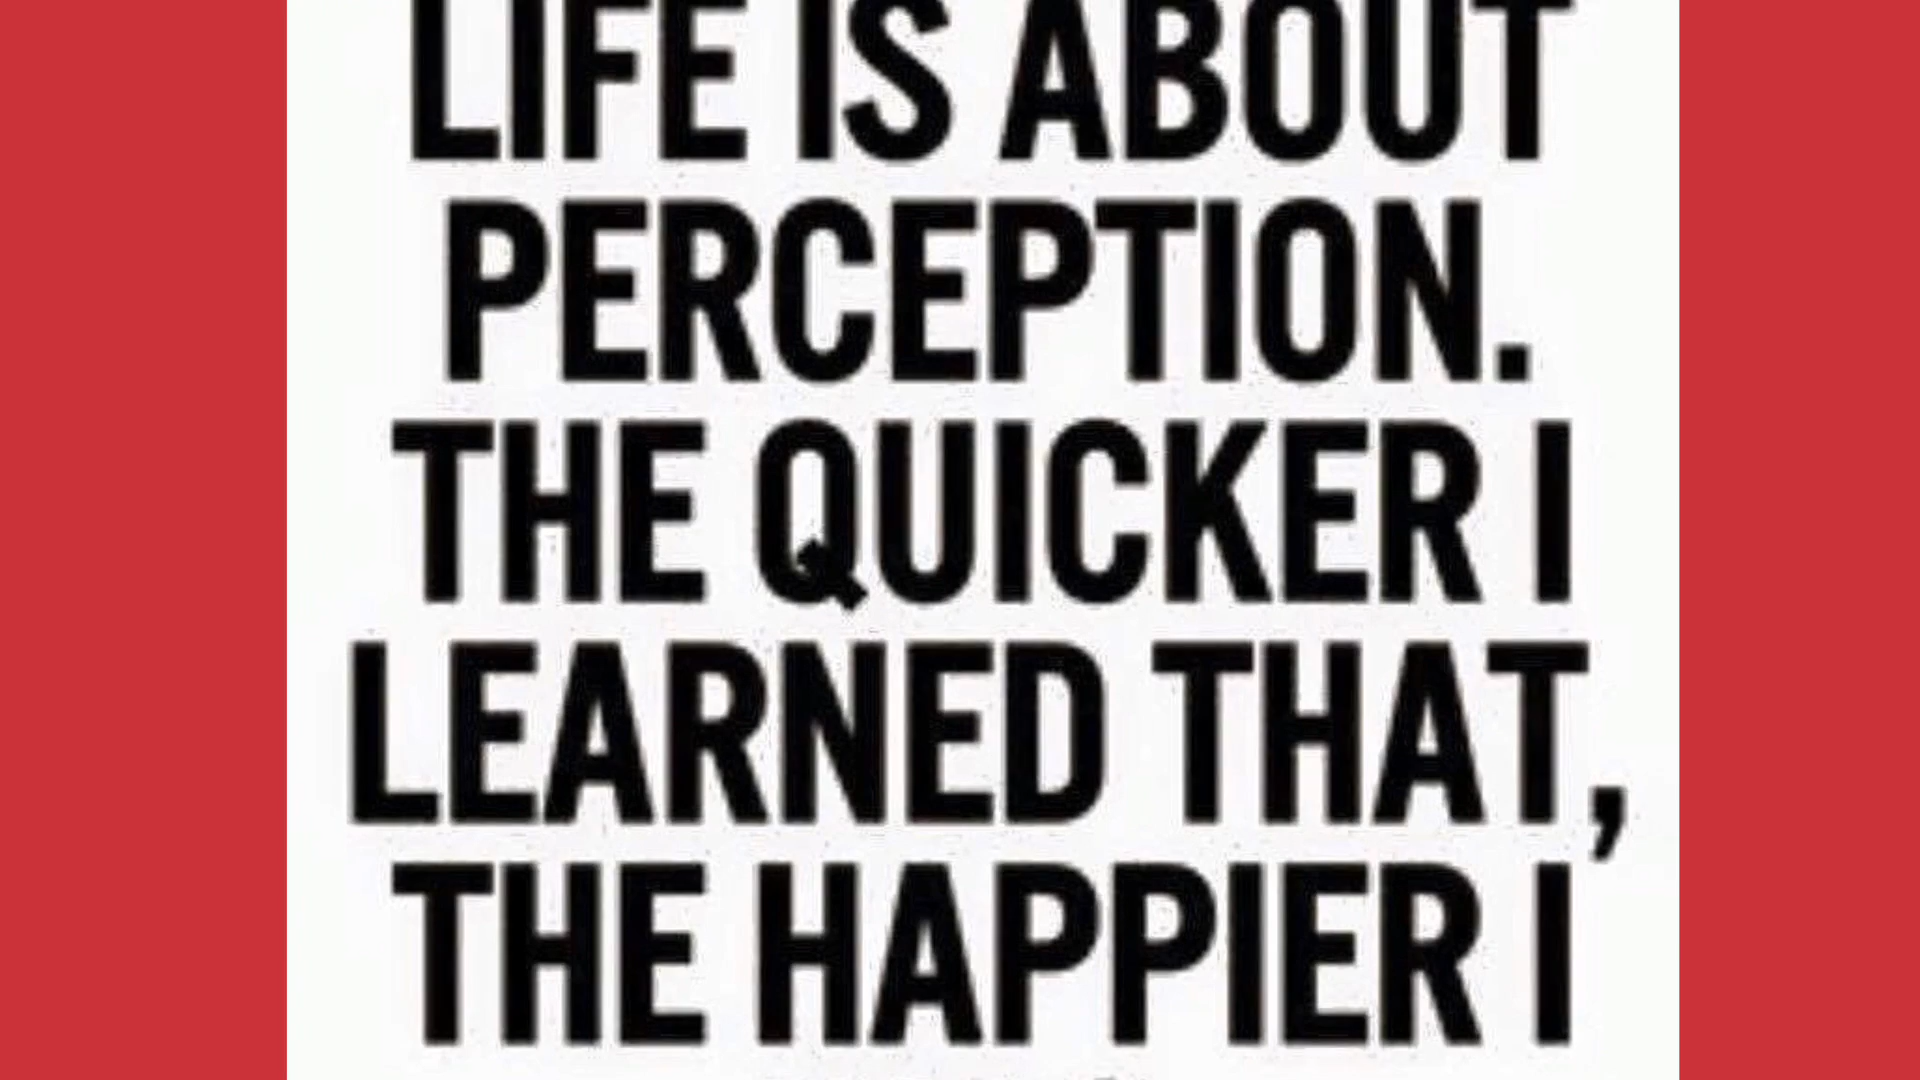 LIFE IS ABOUT
PERCEPTION.
THE QUICKER I
LEARNED THAT,
THE HAPPIER I